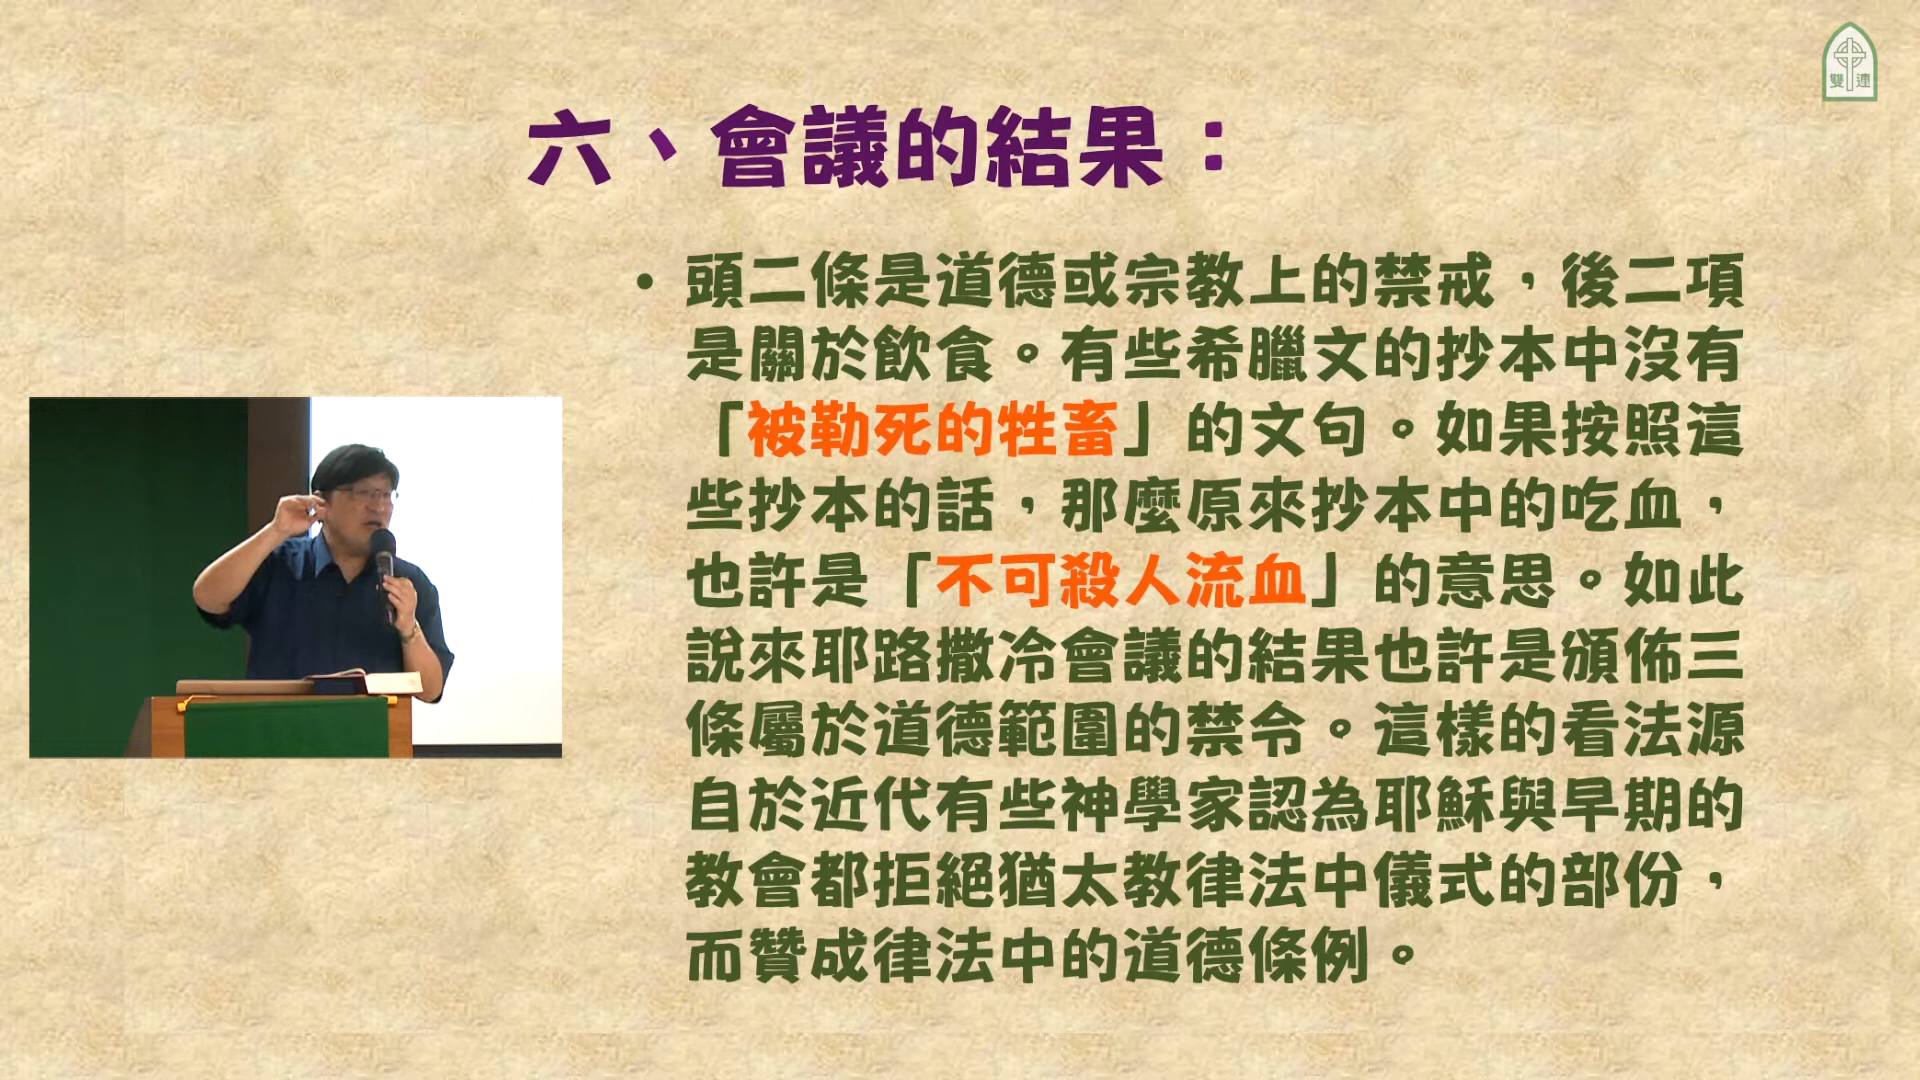 雙連
六、會議的結果：
• 頭二條是道德或宗教上的禁戒，後二項
是關於飲食。有些希臘文的抄本中沒有
「被勒死的牲畜」的文句。如果按照這
些抄本的話，那麼原來抄本中的吃血，
也許是「不可殺人流血」的意思。如此
說來耶路撒冷會議的結果也許是頒佈三
條屬於道德範圍的禁令。這樣的看法源
自於近代有些神學家認為耶穌與早期的
教會都拒絕猶太教律法中儀式的部份，
而贊成律法中的道德條例。